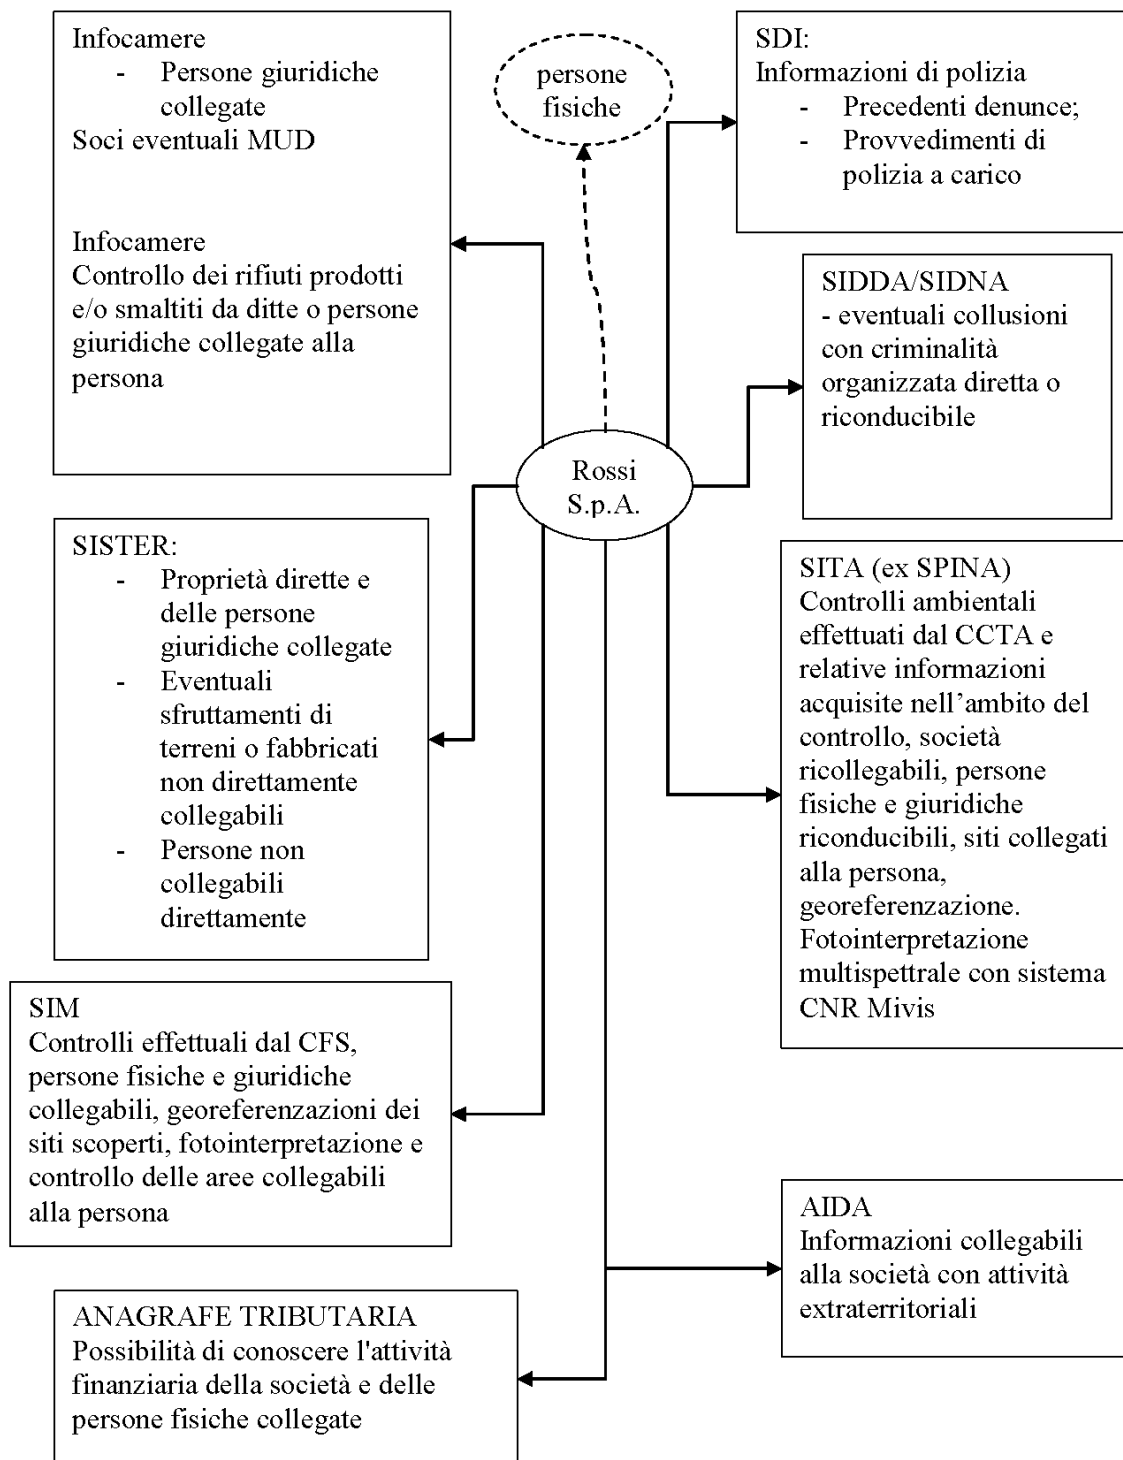 Infocamere
- Persone giuridiche
collegate
Soci eventuali MUD
Infocamere
Controllo dei rifiuti prodotti
e/o smaltiti da ditte o persone
giuridiche collegate alla
persona
persone
fisiche
SDI:
Informazioni di polizia
- Precedenti denunce;
- Provvedimenti di
polizia a carico
SIDDA/SIDNA
- eventuali collusioni
con criminalità
organizzata diretta o
riconducibile
Rossi
S.p.A.
SISTER:
- Proprietà dirette e
delle persone
giuridiche collegate
- Eventuali
sfruttamenti di
terreni o fabbricati
non direttamente
collegabili
- Persone non
collegabili
direttamente
SITA (ex SPINA)
Controlli ambientali
effettuati dal CCTA e
relative informazioni
acquisite nell'ambito del
controllo, società
ricollegabili, persone
fisiche e giuridiche
riconducibili, siti collegati
alla persona,
georeferenzazione.
Fotointerpretazione
multispettrale con sistema
CNR Mivis
SIM
Controlli effettuali dal CFS,
persone fisiche e giuridiche
collegabili, georeferenzazioni dei
siti scoperti, fotointerpretazione e
controllo delle aree collegabili
alla persona
AIDA
Informazioni collegabili
alla società con attività
extraterritoriali
ANAGRAFE TRIBUTARIA
Possibilità di conoscere l'attività
finanziaria della società e delle
persone fisiche collegate